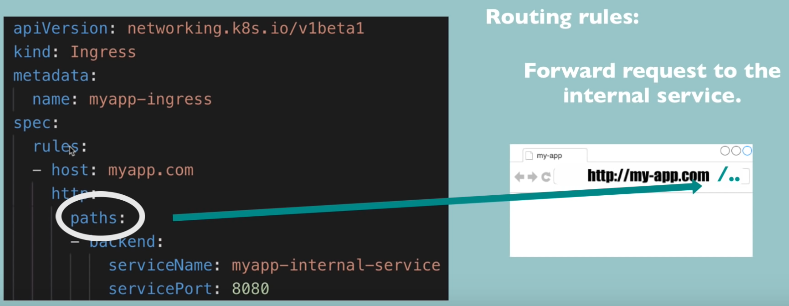 apiVersion: networking.k8s.io/v1beta1
kind: Ingress
metadata:
  name: myapp-ingress
spec:
  rules:
  - host: myapp.com
    http:
      paths:
      - backend:
          serviceName: myapp-internal-service
          servicePort: 8080
Routing rules:
Forward request to the
internal service.
my-app
http://my-app.com /..